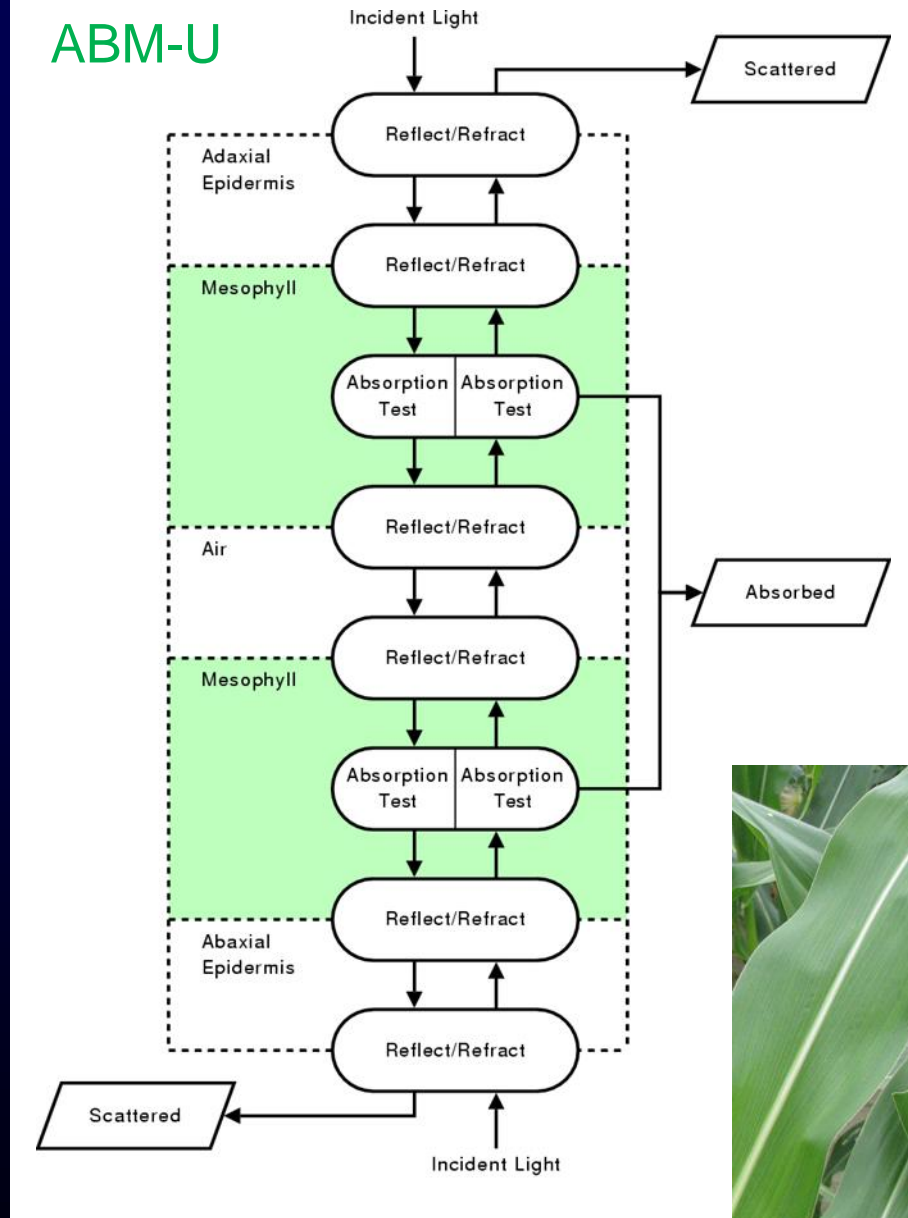 ABM-U
Incident Light
Scattered
Reflect/Refract
Adaxial
Epidermis
Reflect/Refract
Mesophyll
Absorption Absorption
Test Test
Reflect/Refract
Air
Absorbed
Reflect/Refract
Mesophyll
Absorption Absorption
Test Test
Reflect/Refract
Abaxial
Epidermis
Reflect/Refract
Scattered
Incident Light